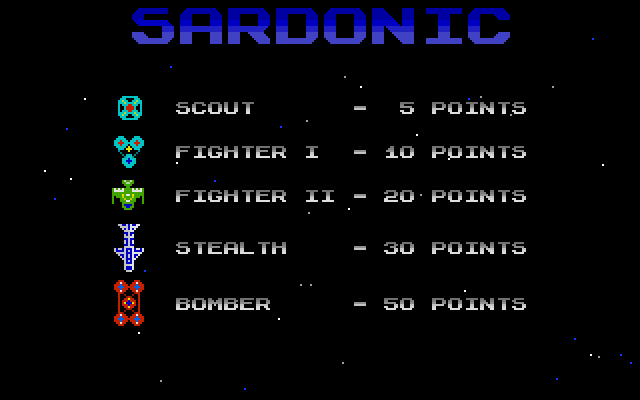 SARDONIC
SCOUT - 5 POINTS
FIGHTER I - 10 POINTS
FIGHTER II - 20 POINTS
STEALTH - 30 POINTS
BOMBER - 50 POINTS